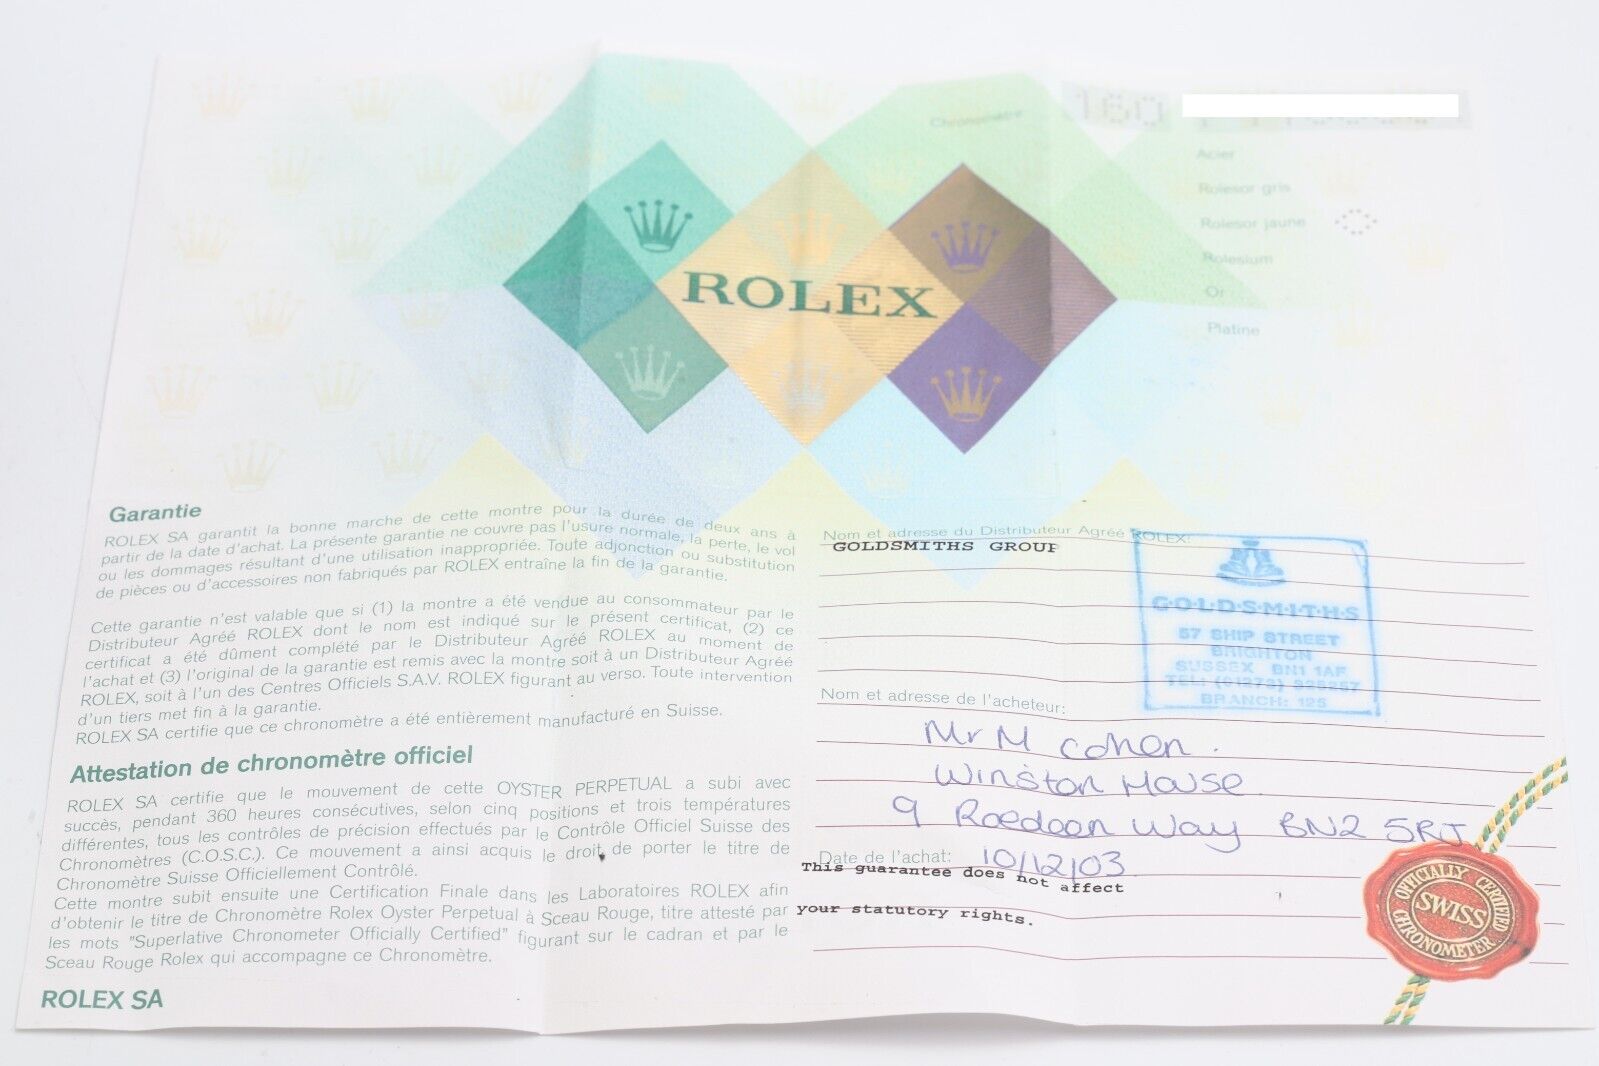 Chronomètre 160
Acier
Rolesor gris
Rolesor jaune
Rolesium
Or
Platine
ROLEX
Garantie
ROLEX SA garantit la bonne marche de cette montre pour la durée de deux ans à
partir de la date d'achat. La présente garantie ne couvre pas l'usure normale, la perte, le vol
ou les dommages résultant d'une utilisation inappropriée. Toute adjonction ou substitution
de pièces ou d'accessoires non fabriqués par ROLEX entraîne la fin de la garantie.
Cette garantie n'est valable que si (1) la montre a été vendue au consommateur par le
Distributeur Agréé ROLEX dont le nom est indiqué sur le présent certificat, (2) ce
certificat a été dûment complété par le Distributeur Agréé ROLEX au moment de
l'achat et (3) l'original de la garantie est remis avec la montre soit à un Distributeur Agréé
ROLEX, soit à l'un des Centres Officiels S.A.V. ROLEX figurant au verso. Toute intervention
d'un tiers met fin à la garantie.
ROLEX SA certifie que ce chronomètre a été entièrement manufacturé en Suisse.
Attestation de chronomètre officiel
ROLEX SA certifie que le mouvement de cette OYSTER PERPETUAL a subi avec
succès, pendant 360 heures consécutives, selon cinq positions et trois températures
différentes, tous les contrôles de précision effectués par le Contrôle Officiel Suisse des
Chronomètres (C.O.S.C.). Ce mouvement a ainsi acquis le droit de porter le titre de
Chronomètre Suisse Officiellement Contrôlé.
Cette montre subit ensuite une Certification Finale dans les Laboratoires ROLEX afin
d'obtenir le titre de Chronomètre Rolex Oyster Perpetual à Sceau Rouge, titre attesté par
les mots "Superlative Chronometer Officially Certified" figurant sur le cadran et par le
Sceau Rouge Rolex qui accompagne ce Chronomètre.
ROLEX SA
Nom et adresse du Distributeur Agréé ROLEX:
GOLDSMITHS GROUP
G·O·L·D·S·M·I·T·H·S
57 SHIP STREET
BRIGHTON
SUSSEX BN1 1AF
TEL: (01273)
BRANCH: 125
Nom et adresse de l'acheteur:
Mr M Cohen.
Winston House
9 Roedean Way BN2 5RJ
Date de l'achat: 10/12/03
This guarantee does not affect
your statutory rights.
OFFICIALLY CERTIFIED
SWISS
CHRONOMETER